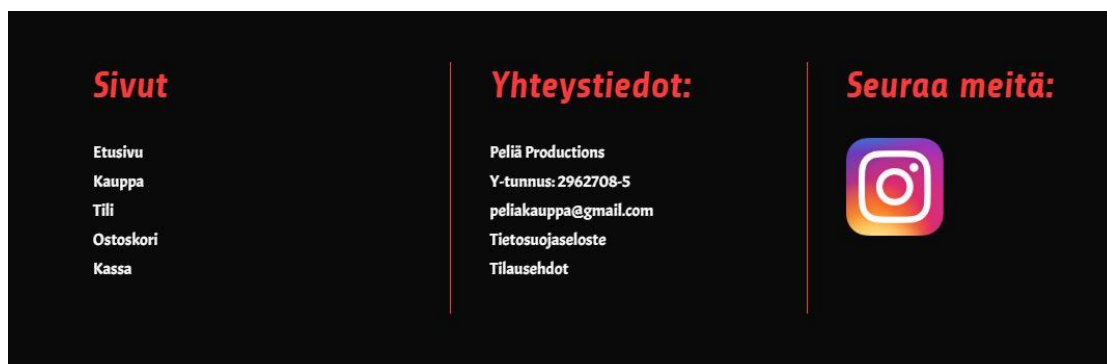 Sivut
Etusivu
Kauppa
Tili
Ostoskori
Kassa
Yhteystiedot:
Peliä Productions
Y-tunnus: 2962708-5
peliakauppa@gmail.com
Tietosuojaseloste
Tilausehdot
Seuraa meitä: